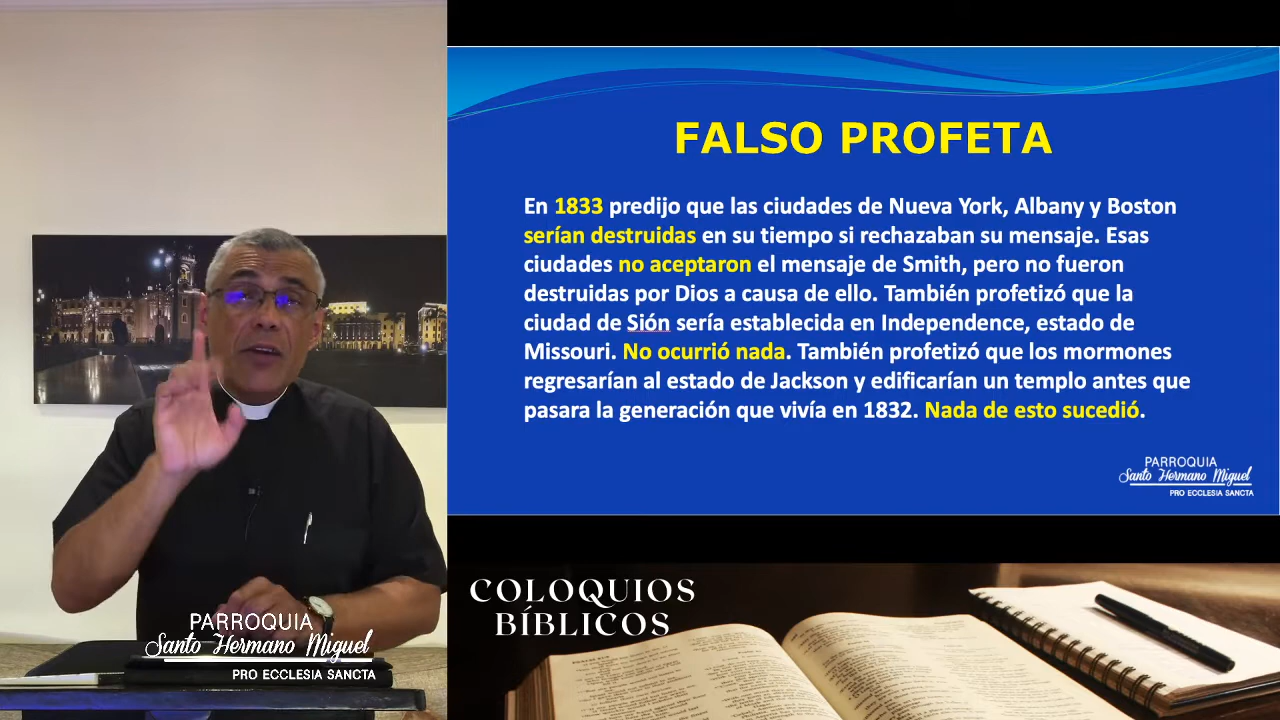 FALSO PROFETA
En 1833 predijo que las ciudades de Nueva York, Albany y Boston
serían destruidas en su tiempo si rechazaban su mensaje. Esas
ciudades no aceptaron el mensaje de Smith, pero no fueron
destruidas por Dios a causa de ello. También profetizó que la
ciudad de Sión sería establecida en Independence, estado de
Missouri. No ocurrió nada. También profetizó que los mormones
regresarían al estado de Jackson y edificarían un templo antes que
pasara la generación que vivía en 1832. Nada de esto sucedió.
PARROQUIA
Santo Hermano Miguel
PRO ECCLESIA SANCTA
COLOQUIOS
BÍBLICOS
PARROQUIA
Santo Hermano Miguel
PRO ECCLESIA SANCTA